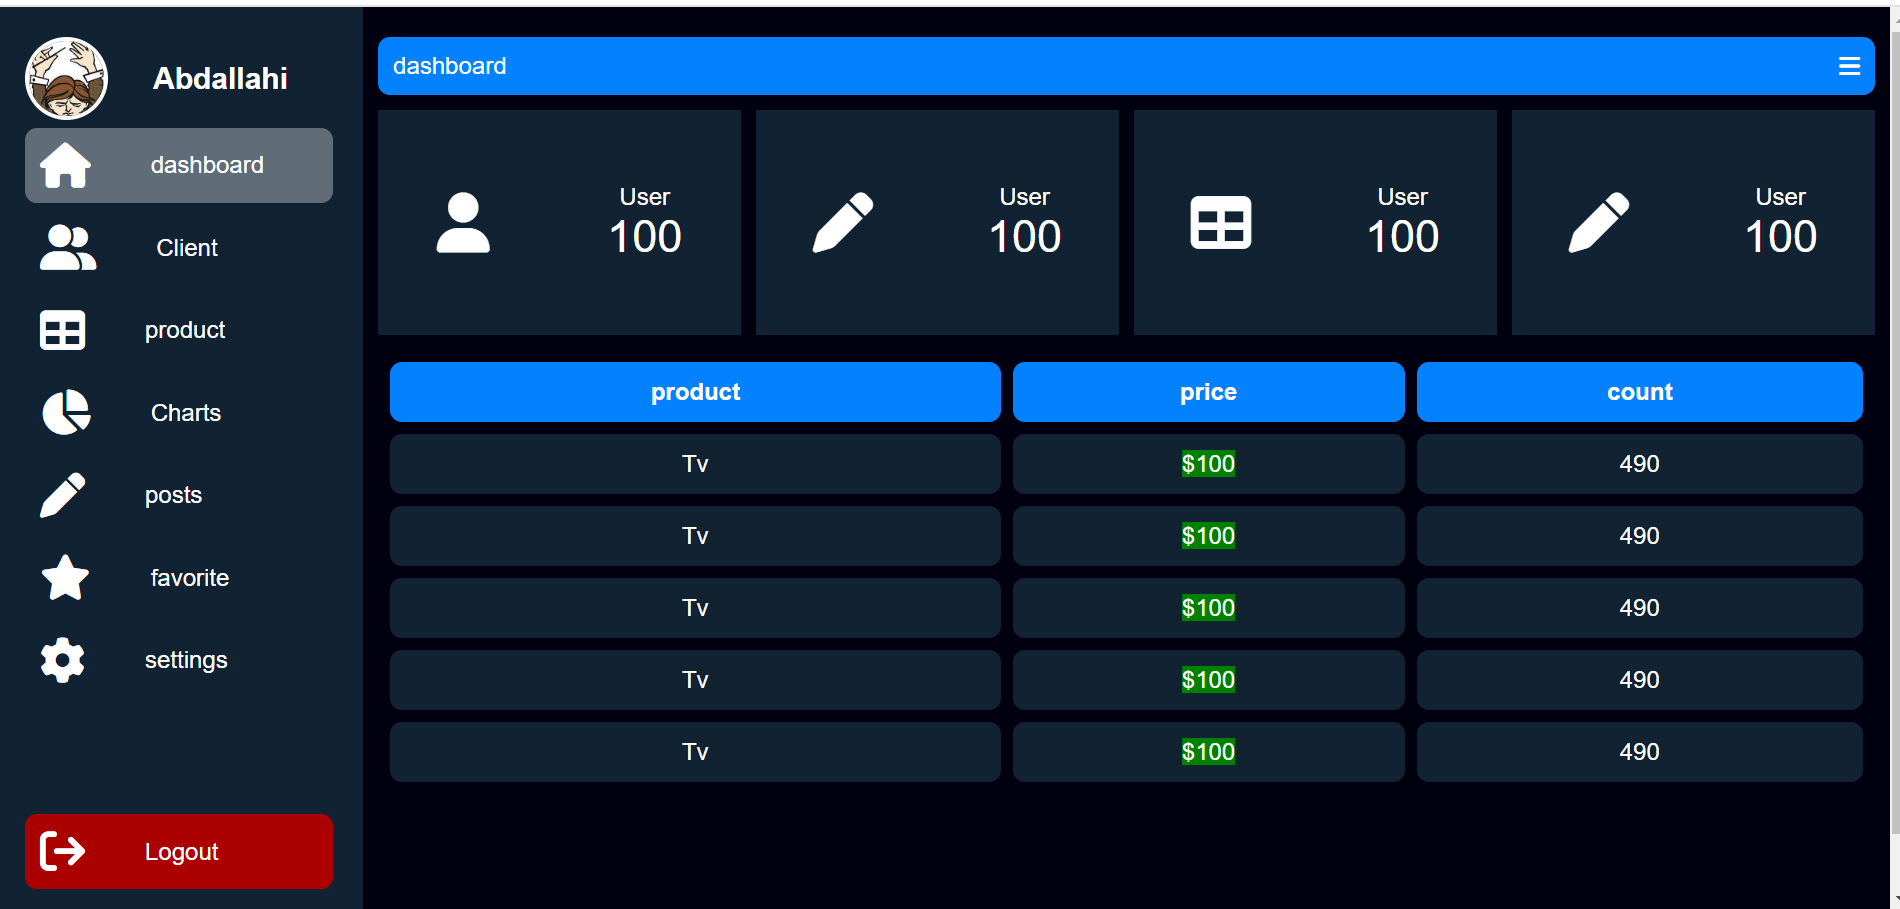 Abdallahi
dashboard
Client
product
Charts
posts
favorite
settings
Logout
dashboard
User
100
User
100
User
100
User
100
product price count
Tv $100 490
Tv $100 490
Tv $100 490
Tv $100 490
Tv $100 490